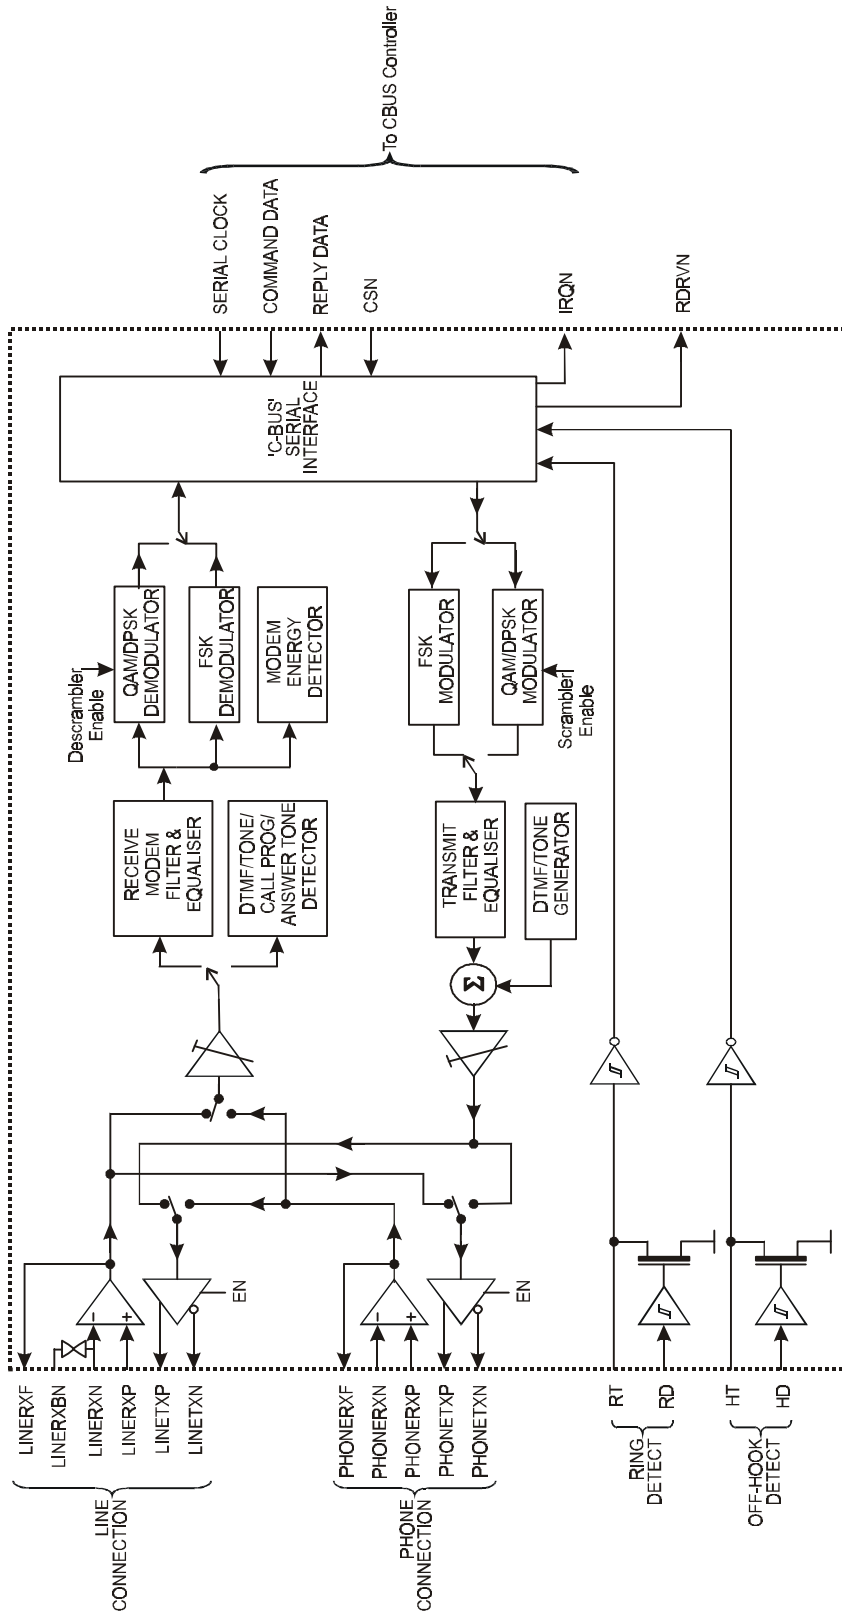 LINE
CONNECTION
LINERXF
LINERXBN
LINERXN
LINERXP
LINETXP
LINETXN
-
+
EN
RECEIVE
MODEM
FILTER &
EQUALISER
DTMF/TONE/
CALL PROG/
ANSWER TONE
DETECTOR
Descrambler
Enable
QAM/DPSK
DEMODULATOR
FSK
DEMODULATOR
MODEM
ENERGY
DETECTOR
'C-BUS'
SERIAL
INTERFACE
SERIAL CLOCK
COMMAND DATA
REPLY DATA
CSN
To CBUS Controller
IRQN
RDRVN
PHONE
CONNECTION
PHONERXF
PHONERXN
PHONERXP
PHONETXP
PHONETXN
-
+
EN
Σ
TRANSMIT
FILTER &
EQUALISER
DTMF/TONE
GENERATOR
FSK
MODULATOR
QAM/DPSK
MODULATOR
Scrambler
Enable
RING
DETECT
RT
RD
OFF-HOOK
DETECT
HT
HD